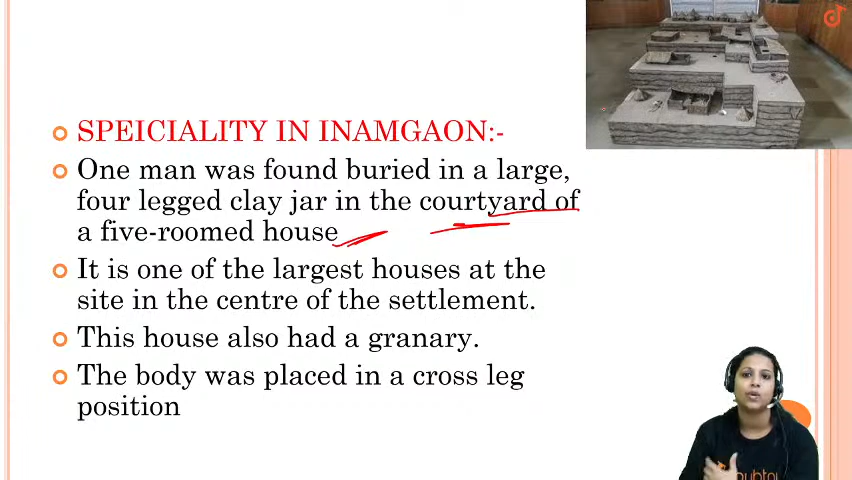 SPEICIALITY IN INAMGAON:-
One man was found buried in a large,
four legged clay jar in the courtyard of
a five-roomed house
It is one of the largest houses at the
site in the centre of the settlement.
This house also had a granary.
The body was placed in a cross leg
position